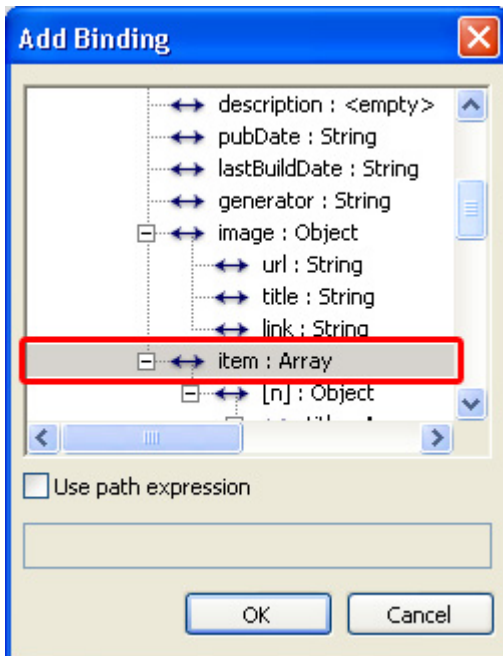 Add Binding
description : <empty>
pubDate : String
lastBuildDate : String
generator : String
image : Object
url : String
title : String
link : String
item : Array
[n] : Object
Use path expression
OK
Cancel